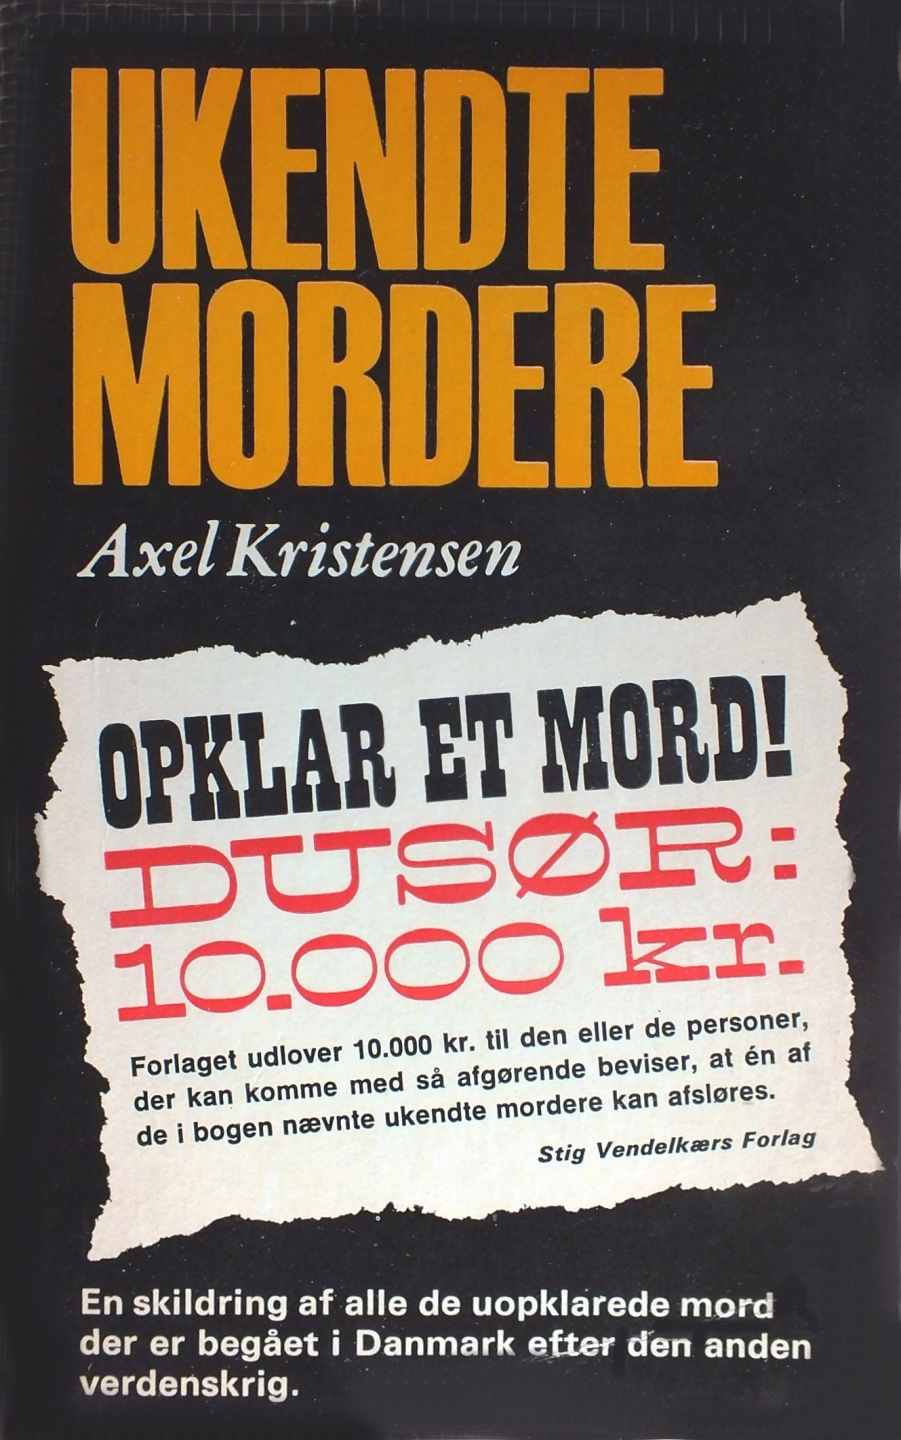 UKENDTE
MORDERE
Axel Kristensen
OPKLAR ET MORD!
DUSØR:
10.000 kr.
Forlaget udlover 10.000 kr. til den eller de personer,
der kan komme med så afgørende beviser, at én af
de i bogen nævnte ukendte mordere kan afsløres.
Stig Vendelkærs Forlag
En skildring af alle de uopklarede mord
der er begået i Danmark efter den anden
verdenskrig.